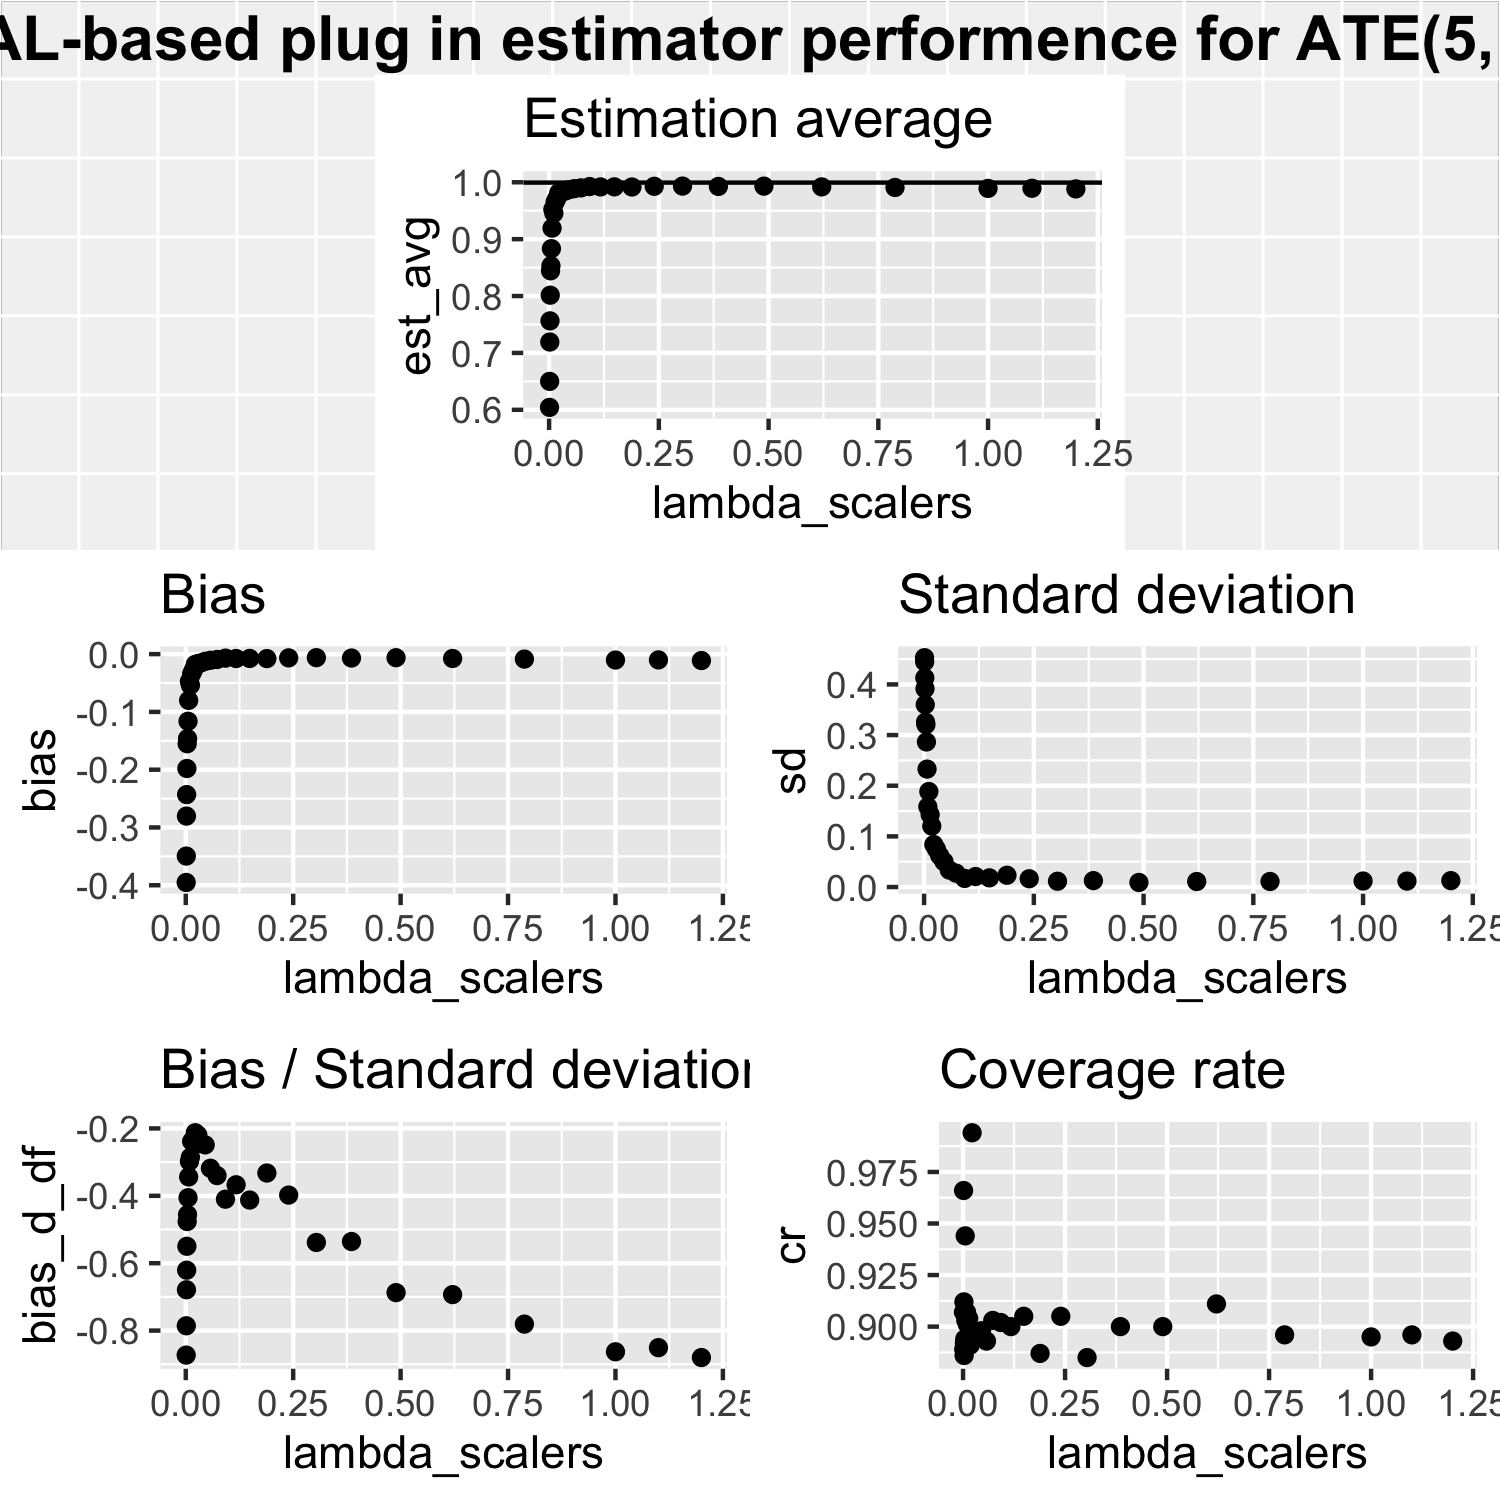 AL-based plug in estimator performence for ATE(5,
Estimation average
est_avg
1.0
0.9
0.8
0.7
0.6
0.00 0.25 0.50 0.75 1.00 1.25
lambda_scalers
Bias
bias
0.0
-0.1
-0.2
-0.3
-0.4
0.00 0.25 0.50 0.75 1.00 1.25
lambda_scalers
Standard deviation
sd
0.4
0.3
0.2
0.1
0.0
0.00 0.25 0.50 0.75 1.00 1.25
lambda_scalers
Bias / Standard deviation
bias_d_df
-0.2
-0.4
-0.6
-0.8
0.00 0.25 0.50 0.75 1.00 1.25
lambda_scalers
Coverage rate
cr
0.975
0.950
0.925
0.900
0.00 0.25 0.50 0.75 1.00 1.25
lambda_scalers